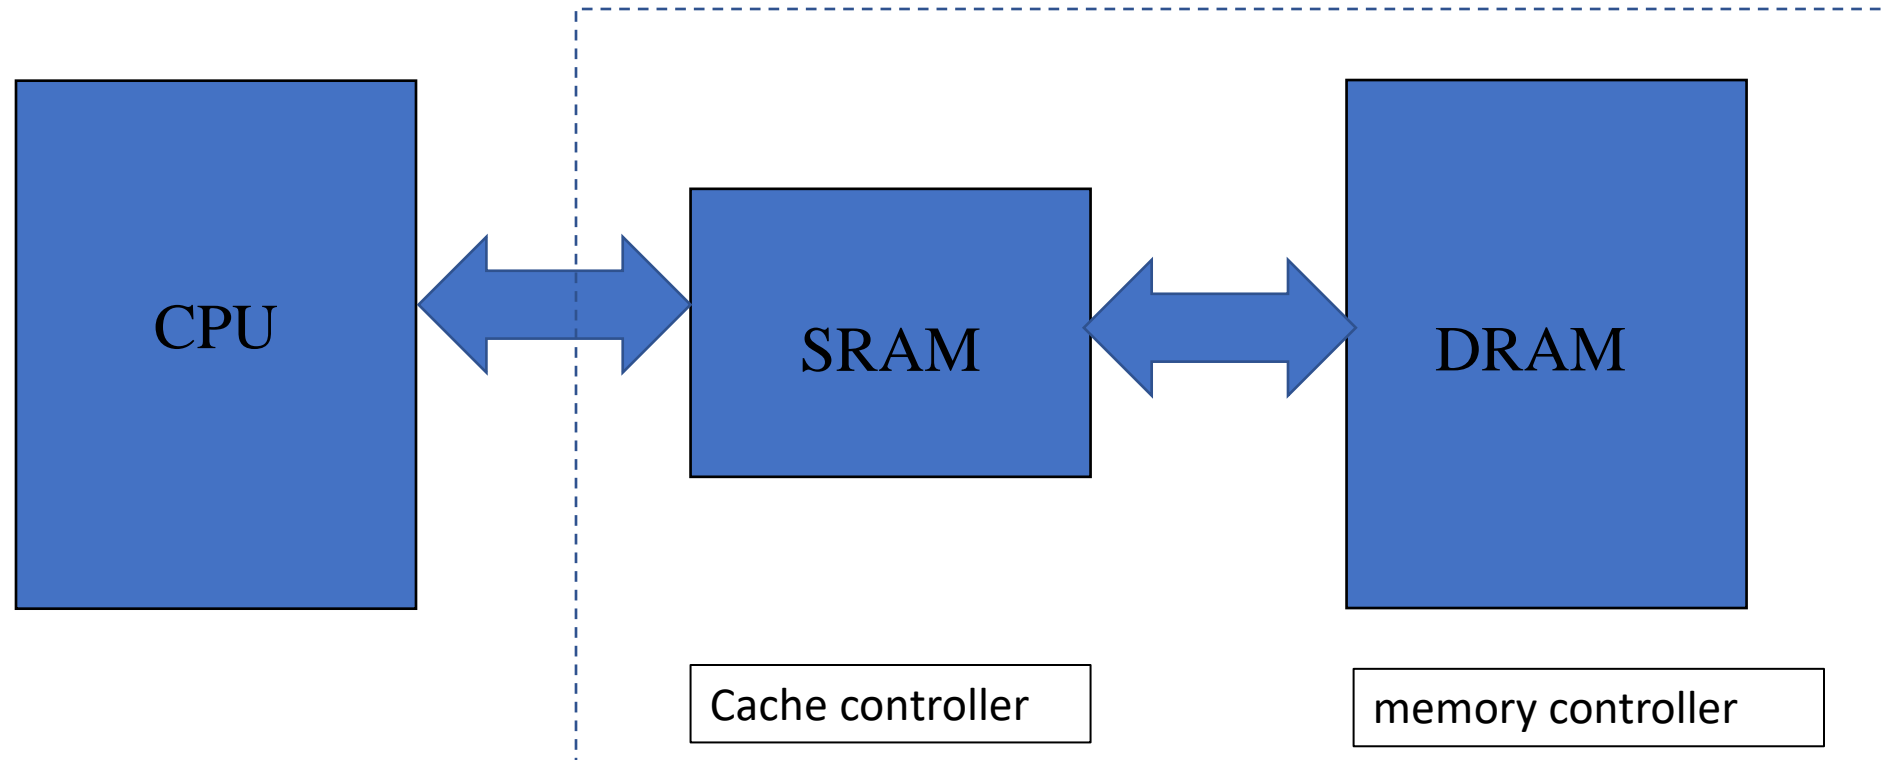 CPU
SRAM
DRAM
Cache controller
memory controller